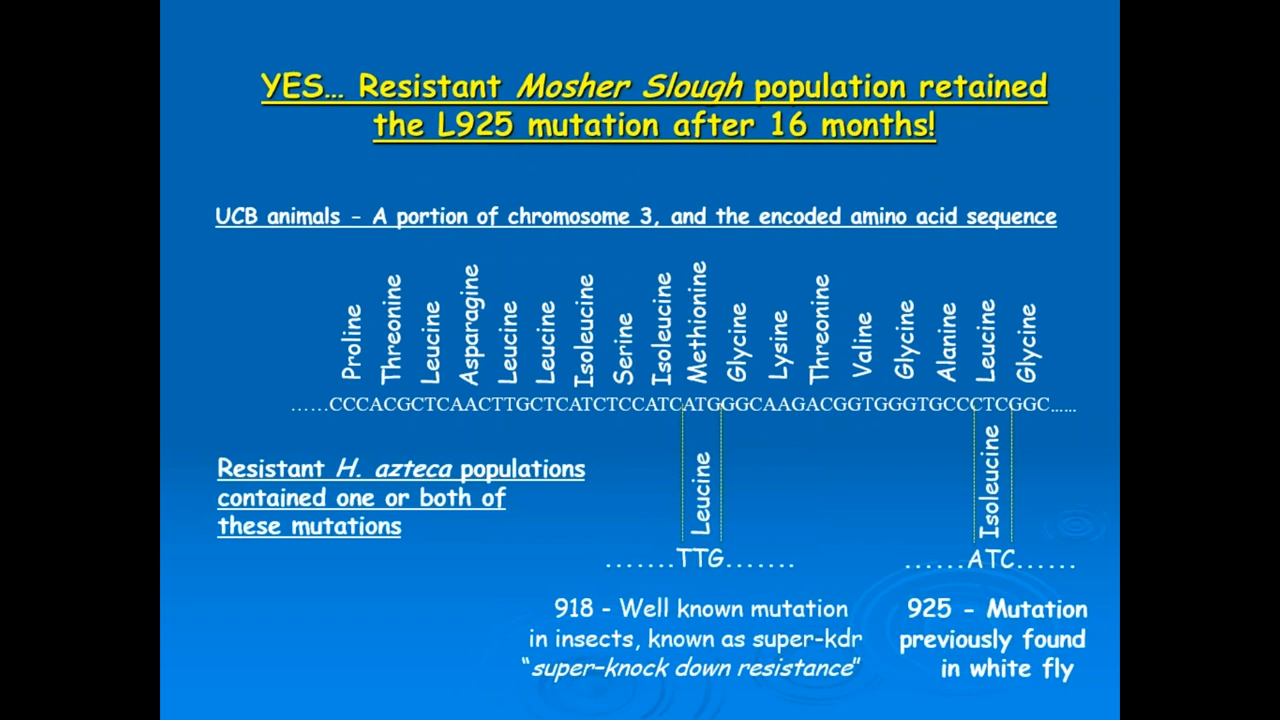 YES… Resistant Mosher Slough population retained
the L925 mutation after 16 months!
UCB animals - A portion of chromosome 3, and the encoded amino acid sequence
Proline
Threonine
Leucine
Asparagine
Leucine
Leucine
Isoleucine
Serine
Isoleucine
Methionine
Glycine
Lysine
Threonine
Valine
Glycine
Alanine
Leucine
Glycine
……CCCACGCTCAACTTGCTCATCTCCATCATGGGCAAGACGGTGGGTGCCCTCGGC……
Resistant H. azteca populations
contained one or both of
these mutations
Leucine
Isoleucine
.......TTG.......
......ATC......
918 - Well known mutation
in insects, known as super-kdr
“super-knock down resistance”
925 - Mutation
previously found
in white fly